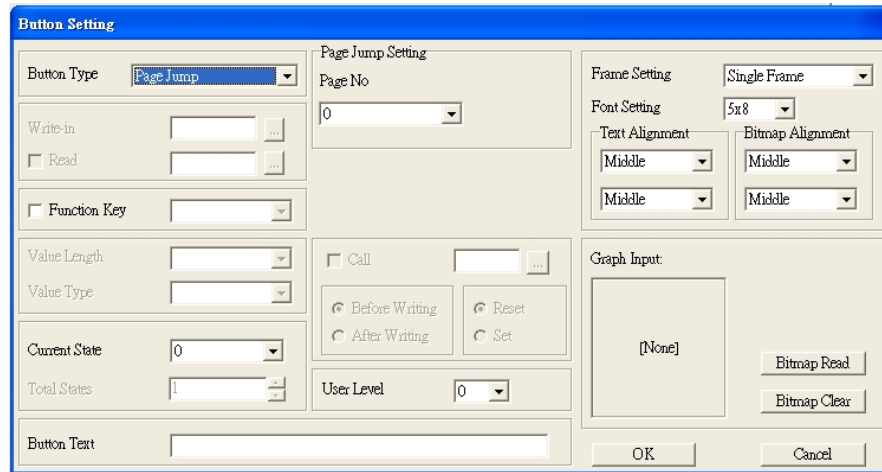 Button Setting
Button Type Page Jump
Write-in ...
Read ...
Function Key
Value Length
Value Type
Current State 0
Total States 1
Button Text
Page Jump Setting
Page No
0
Call ...
Before Writing Reset
After Writing Set
User Level 0
Frame Setting Single Frame
Font Setting 5x8
Text Alignment Bitmap Alignment
Middle Middle
Middle Middle
Graph Input:
[None]
Bitmap Read
Bitmap Clear
OK Cancel